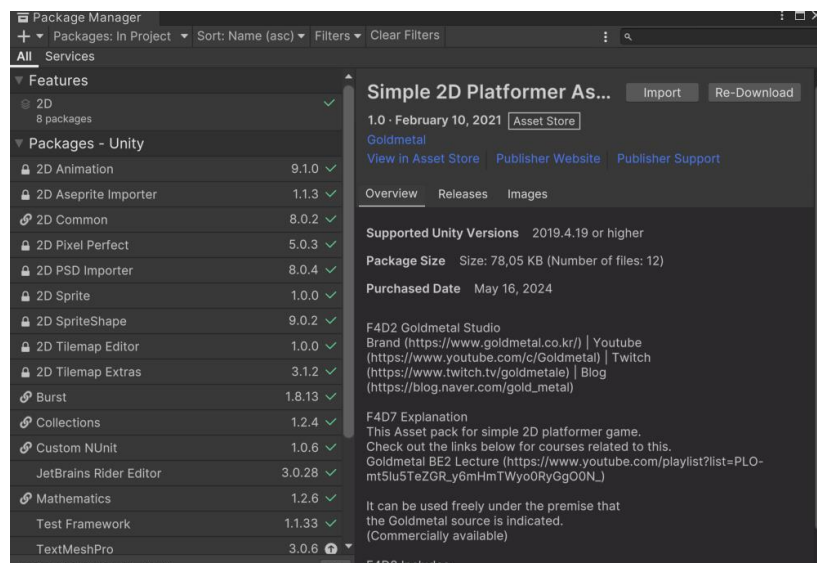 Package Manager
Packages: In Project Sort: Name (asc) Filters Clear Filters
All Services
Features
2D
8 packages
Packages - Unity
2D Animation 9.1.0
2D Aseprite Importer 1.1.3
2D Common 8.0.2
2D Pixel Perfect 5.0.3
2D PSD Importer 8.0.4
2D Sprite 1.0.0
2D SpriteShape 9.0.2
2D Tilemap Editor 1.0.0
2D Tilemap Extras 3.1.2
Burst 1.8.13
Collections 1.2.4
Custom NUnit 1.0.6
JetBrains Rider Editor 3.0.28
Mathematics 1.2.6
Test Framework 1.1.33
TextMeshPro 3.0.6
Simple 2D Platformer As... Import Re-Download
1.0 · February 10, 2021 Asset Store
Goldmetal
View in Asset Store Publisher Website Publisher Support
Overview Releases Images
Supported Unity Versions 2019.4.19 or higher
Package Size Size: 78,05 KB (Number of files: 12)
Purchased Date May 16, 2024
F4D2 Goldmetal Studio
Brand (https://www.goldmetal.co.kr/) | Youtube
(https://www.youtube.com/c/Goldmetal) | Twitch
(https://www.twitch.tv/goldmetale) | Blog
(https://blog.naver.com/gold_metal)
F4D7 Explanation
This Asset pack for simple 2D platformer game.
Check out the links below for courses related to this.
Goldmetal BE2 Lecture (https://www.youtube.com/playlist?list=PLO-
mt5Iu5TeZGR_y6mHmTWyo0RyGgO0N_)
It can be used freely under the premise that
the Goldmetal source is indicated.
(Commercially available)